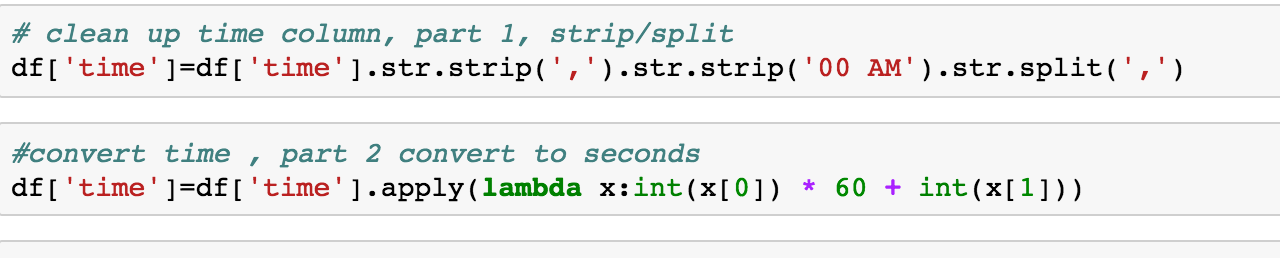 # clean up time column, part 1, strip/split
df['time']=df['time'].str.strip(',').str.strip('00 AM').str.split(',')
#convert time , part 2 convert to seconds
df['time']=df['time'].apply(lambda x:int(x[0]) * 60 + int(x[1]))